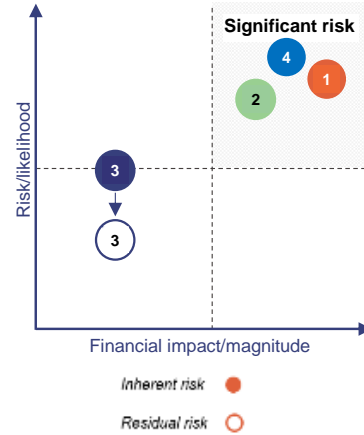 Significant risk
4
1
2
3
3
Risk/likelihood
Financial impact/magnitude
Inherent risk
Residual risk